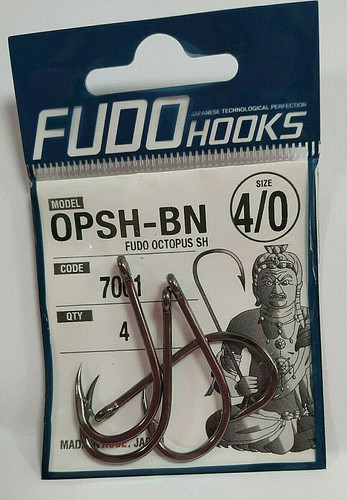 FUDO HOOKS
JAPANESE TECHNOLOGICAL PERFECTION
MODEL
SIZE
OPSH-BN
4/0
FUDO OCTOPUS SH
CODE
QTY
4